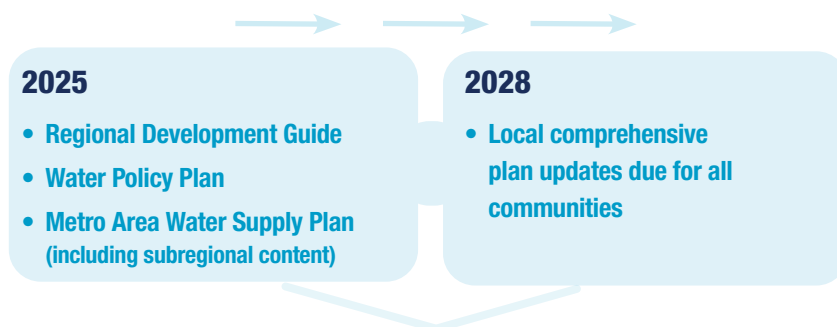 2025
• Regional Development Guide
• Water Policy Plan
• Metro Area Water Supply Plan
(including subregional content)
2028
• Local comprehensive
plan updates due for all
communities